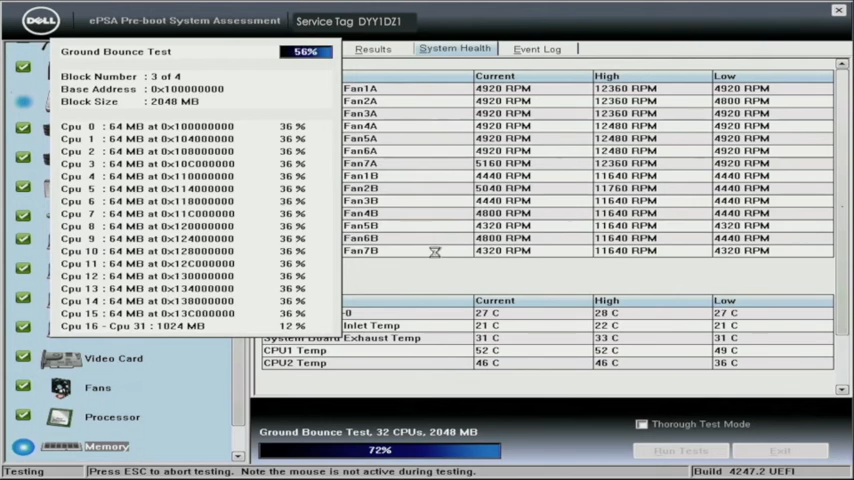 DELL
ePSA Pre-boot System Assessment
Service Tag DYY1DZ1
Ground Bounce Test 56%
Block Number : 3 of 4
Base Address : 0x100000000
Block Size : 2048 MB
Cpu 0 : 64 MB at 0x100000000 36 %
Cpu 1 : 64 MB at 0x104000000 36 %
Cpu 2 : 64 MB at 0x108000000 36 %
Cpu 3 : 64 MB at 0x10C000000 36 %
Cpu 4 : 64 MB at 0x110000000 36 %
Cpu 5 : 64 MB at 0x114000000 36 %
Cpu 6 : 64 MB at 0x118000000 36 %
Cpu 7 : 64 MB at 0x11C000000 36 %
Cpu 8 : 64 MB at 0x120000000 36 %
Cpu 9 : 64 MB at 0x124000000 36 %
Cpu 10 : 64 MB at 0x128000000 36 %
Cpu 11 : 64 MB at 0x12C000000 36 %
Cpu 12 : 64 MB at 0x130000000 36 %
Cpu 13 : 64 MB at 0x134000000 36 %
Cpu 14 : 64 MB at 0x138000000 36 %
Cpu 15 : 64 MB at 0x13C000000 36 %
Cpu 16 - Cpu 31 : 1024 MB 12 %
Video Card
Fans
Processor
Memory
Results System Health Event Log
Current High Low
Fan1A 4920 RPM 12360 RPM 4920 RPM
Fan2A 4920 RPM 12360 RPM 4800 RPM
Fan3A 4920 RPM 12360 RPM 4920 RPM
Fan4A 4920 RPM 12480 RPM 4920 RPM
Fan5A 4920 RPM 12480 RPM 4920 RPM
Fan6A 4920 RPM 12480 RPM 4920 RPM
Fan7A 5160 RPM 12360 RPM 4920 RPM
Fan1B 4440 RPM 11640 RPM 4440 RPM
Fan2B 5040 RPM 11760 RPM 4440 RPM
Fan3B 4440 RPM 11640 RPM 4440 RPM
Fan4B 4800 RPM 11640 RPM 4440 RPM
Fan5B 4320 RPM 11640 RPM 4320 RPM
Fan6B 4800 RPM 11640 RPM 4440 RPM
Fan7B 4320 RPM 11640 RPM 4320 RPM
Current High Low
-0 27 C 28 C 27 C
Inlet Temp 21 C 22 C 21 C
System Board Exhaust Temp 31 C 33 C 31 C
CPU1 Temp 52 C 52 C 49 C
CPU2 Temp 46 C 46 C 36 C
Ground Bounce Test, 32 CPUs, 2048 MB
72%
Thorough Test Mode
Run Tests Exit
Testing Press ESC to abort testing. Note the mouse is not active during testing. Build 4247.2 UEFI